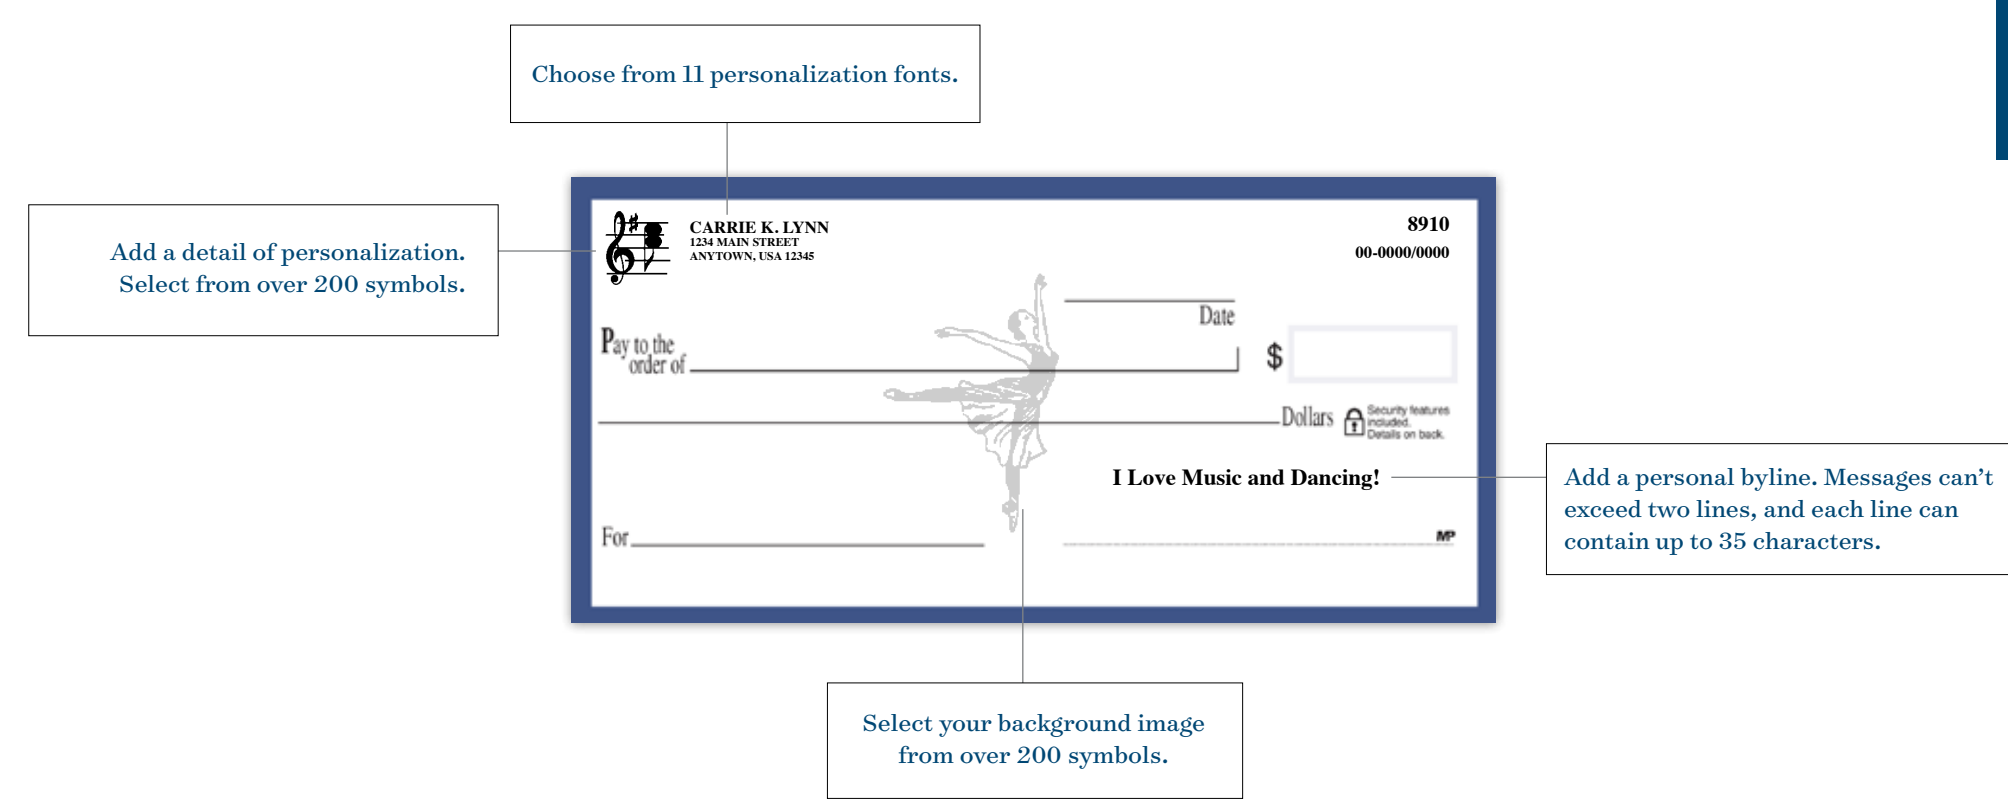 Choose from 11 personalization fonts.
Add a detail of personalization.
Select from over 200 symbols.
CARRIE K. LYNN
1234 MAIN STREET
ANYTOWN, USA 12345
8910
00-0000/0000
Date
Pay to the
order of
$
Dollars
Security features
included.
Details on back.
I Love Music and Dancing!
For
MP
Add a personal byline. Messages can’t
exceed two lines, and each line can
contain up to 35 characters.
Select your background image
from over 200 symbols.